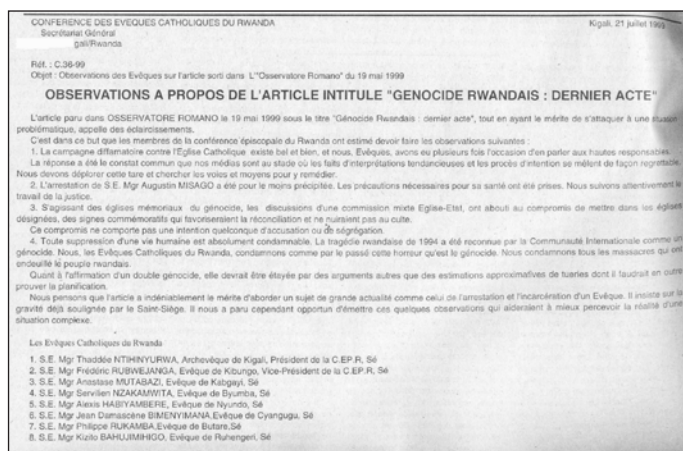 CONFERENCE DES EVEQUES CATHOLIQUES DU RWANDA
Kigali, 21 juillet 1999
Secrétariat Général
gali/Rwanda
Réf. : C.36-99
Objet : Observations des Evêques sur l'article sorti dans L'"Osservatore Romano" du 19 mai 1999
OBSERVATIONS A PROPOS DE L'ARTICLE INTITULE "GENOCIDE RWANDAIS : DERNIER ACTE"
L'article paru dans OSSERVATORE ROMANO le 19 mai 1999 sous le titre "Génocide Rwandais : dernier acte", tout en ayant le mérite de s'attaquer à une situation
problématique, appelle des éclaircissements.
C'est dans ce but que les membres de la conférence épiscopale du Rwanda ont estimé devoir faire les observations suivantes :
1. La campagne diffamatoire contre l'Eglise Catholique existe bel et bien, et nous, Evêques, avons eu plusieurs fois l'occasion d'en parler aux hautes responsables.
La réponse a été le constat commun que nos médias sont au stade où les faits d'interprétations tendancieuses et les procès d'intention se mêlent de façon regrettable.
Nous devons déplorer cette tare et chercher les voies et moyens pour y remédier.
2. L'arrestation de S.E. Mgr Augustin MISAGO a été pour le moins précipitée. Les précautions nécessaires pour sa santé ont été prises. Nous suivons attentivement le
travail de la justice.
3. S'agissant des églises mémoriaux du génocide, les discussions d'une commission mixte Eglise-Etat, ont abouti au compromis de mettre dans les églises
désignées, des signes commémoratifs qui favoriseraient la réconciliation et ne nuiraient pas au culte.
Ce compromis ne comporte pas une intention quelconque d'accusation ou de ségrégation.
4. Toute suppression d'une vie humaine est absolument condamnable. La tragédie rwandaise de 1994 a été reconnue par la Communauté Internationale comme un
génocide. Nous, les Evêques Catholiques du Rwanda, condamnons comme par le passé cette horreur qu'est le génocide. Nous condamnons tous les massacres qui ont
endeuillé le peuple rwandais.
Quant à l'affirmation d'un double génocide, elle devrait être étayée par des arguments autres que des estimations approximatives de tueries dont il faudrait en outre
prouver la planification.
Nous pensons que l'article a indéniablement le mérite d'aborder un sujet de grande actualité comme celui de l'arrestation et l'incarcération d'un Evêque. Il insiste sur la
gravité déjà soulignée par le Saint-Siège. Il nous a paru cependant opportun d'émettre ces quelques observations qui aideraient à mieux percevoir la réalité d'une
situation complexe.
Les Evêques Catholiques du Rwanda
1. S.E. Mgr Thaddée NTIHINYURWA, Archevêque de Kigali, Président de la C.EP.R, Sé
2. S.E. Mgr Frédéric RUBWEJANGA, Evêque de Kibungo, Vice-Président de la C.EP.R, Sé
3. S.E. Mgr Anastase MUTABAZI, Evêque de Kabgayi, Sé
4. S.E. Mgr Servilien NZAKAMWITA, Evêque de Byumba, Sé
5. S.E. Mgr Alexis HABIYAMBERE, Evêque de Nyundo, Sé
6. S.E. Mgr Jean Damascène BIMENYIMANA,Evêque de Cyangugu, Sé
7. S.E. Mgr Philippe RUKAMBA,Evêque de Butare,Sé
8. S.E. Mgr Kizito BAHUJIMIHIGO, Evêque de Ruhengeri, Sé